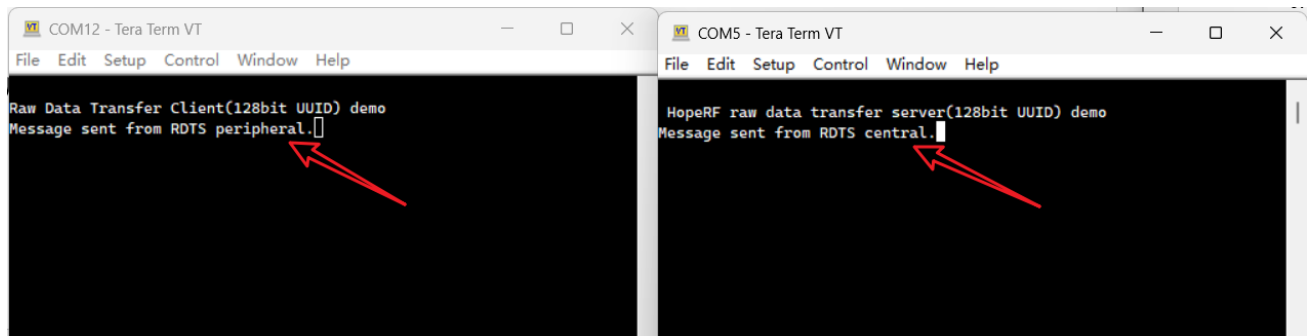 COM12 - Tera Term VT
File Edit Setup Control Window Help
Raw Data Transfer Client(128bit UUID) demo
Message sent from RDTS peripheral.
COM5 - Tera Term VT
File Edit Setup Control Window Help
HopeRF raw data transfer server(128bit UUID) demo
Message sent from RDTS central.